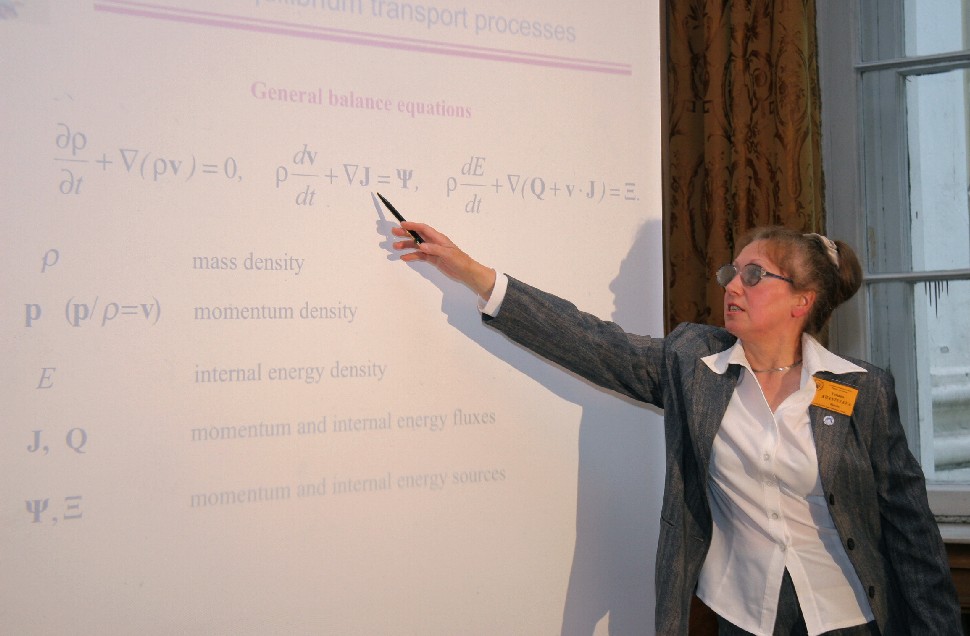 transport processes
General balance equations
∂ρ/∂t + ∇(ρv) = 0, ρ dv/dt + ∇J = Ψ, ρ dE/dt + ∇(Q + v · J) = Ξ.
ρ mass density
p (p/ρ=v) momentum density
E internal energy density
J, Q momentum and internal energy fluxes
Ψ, Ξ momentum and internal energy sources